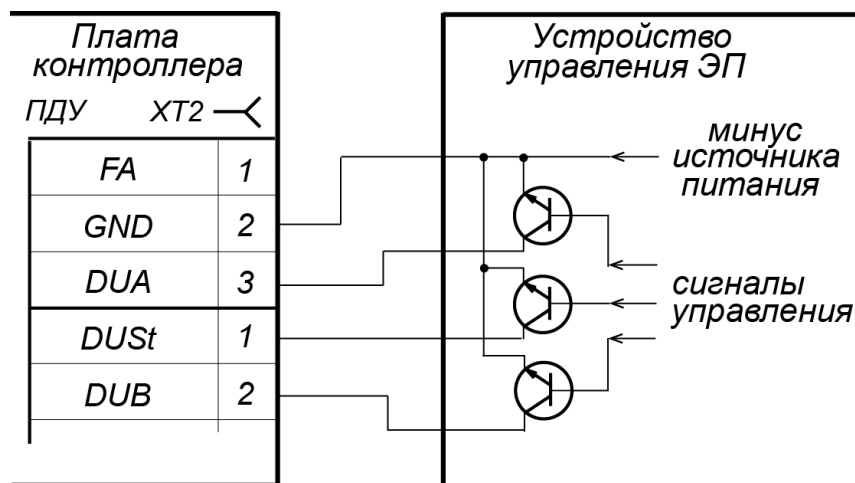 Плата
контроллера
ПДУ XT2
FA 1
GND 2
DUA 3
DUSt 1
DUB 2
Устройство
управления ЭП
минус
источника
питания
сигналы
управления